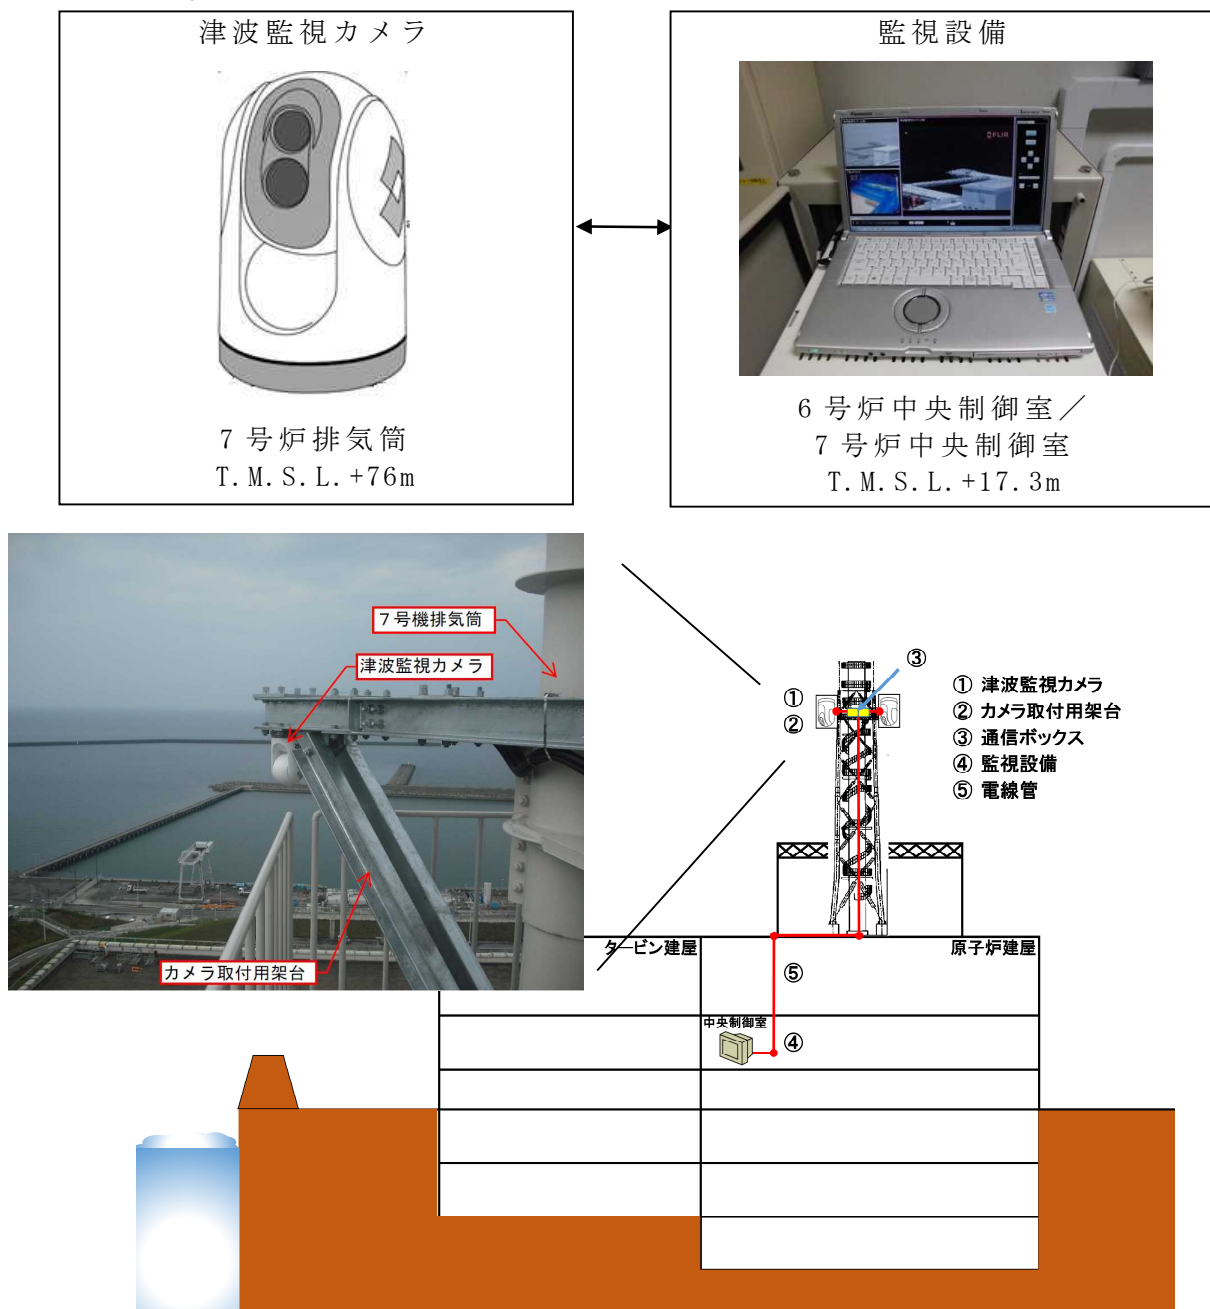 津波監視カメラ
7号炉排気筒
T.M.S.L.+76m
監視設備
Panasonic
FLIR
6号炉中央制御室／
7号炉中央制御室
T.M.S.L.+17.3m
7号機排気筒
津波監視カメラ
カメラ取付用架台
③
①
②
① 津波監視カメラ
② カメラ取付用架台
③ 通信ボックス
④ 監視設備
⑤ 電線管
タービン建屋
原子炉建屋
⑤
中央制御室
④